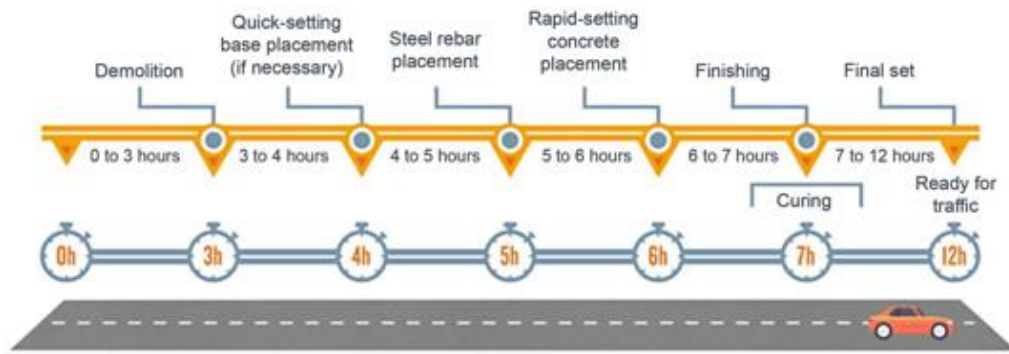 Demolition
Quick-setting
base placement
(if necessary)
Steel rebar
placement
Rapid-setting
concrete
placement
Finishing
Final set
0 to 3 hours
3 to 4 hours
4 to 5 hours
5 to 6 hours
6 to 7 hours
7 to 12 hours
Curing
Ready for
traffic
0h
3h
4h
5h
6h
7h
12h